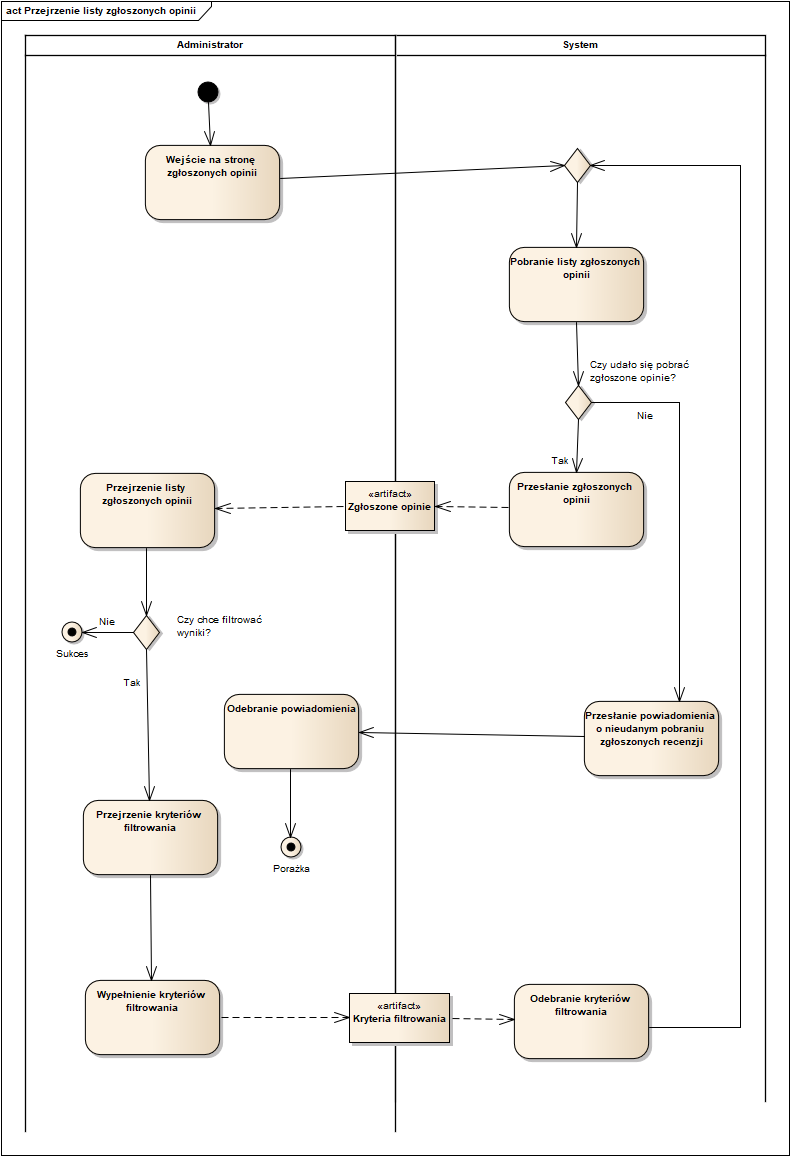 act Przejrzenie listy zgłoszonych opinii
Administrator
System
Wejście na stronę
zgłoszonych opinii
Pobranie listy zgłoszonych
opinii
Czy udało się pobrać
zgłoszone opinie?
Nie
Tak
Przejrzenie listy
zgłoszonych opinii
«artifact»
Zgłoszone opinie
Przesłanie zgłoszonych
opinii
Nie
Czy chce filtrować
wyniki?
Sukces
Tak
Odebranie powiadomienia
Przesłanie powiadomienia
o nieudanym pobraniu
zgłoszonych recenzji
Przejrzenie kryteriów
filtrowania
Porażka
Wypełnienie kryteriów
filtrowania
«artifact»
Kryteria filtrowania
Odebranie kryteriów
filtrowania